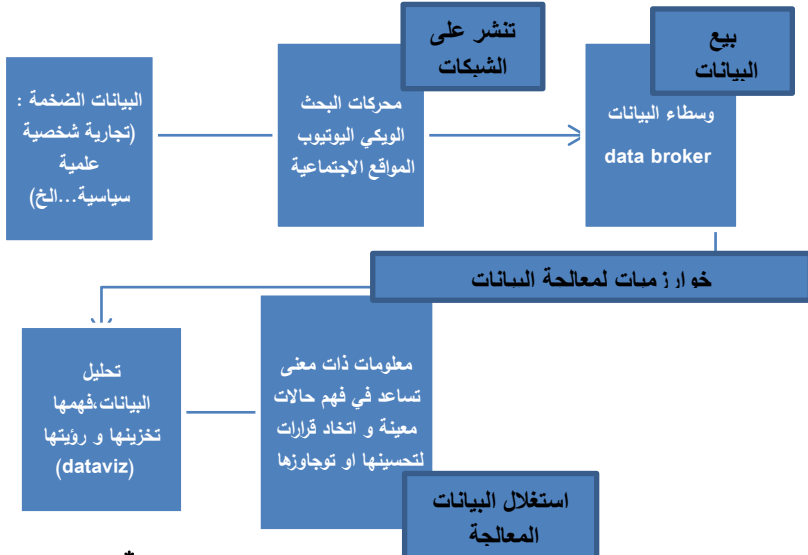 البيانات الضخمة :
(تجارية شخصية
علمية
سياسية...الخ)
تنشر على
الشبكات
محركات البحث
الويكي اليوتيوب
المواقع الاجتماعية
بيع
البيانات
وسطاء البيانات
data broker
خوارزميات لمعالجة البيانات
تحليل
البيانات،فهمها
تخزينها و رؤيتها
(dataviz)
معلومات ذات معنى
تساعد في فهم حالات
معينة و اتخاد قرارات
لتحسينها او توجاوزها
استغلال البيانات
المعالجة
*